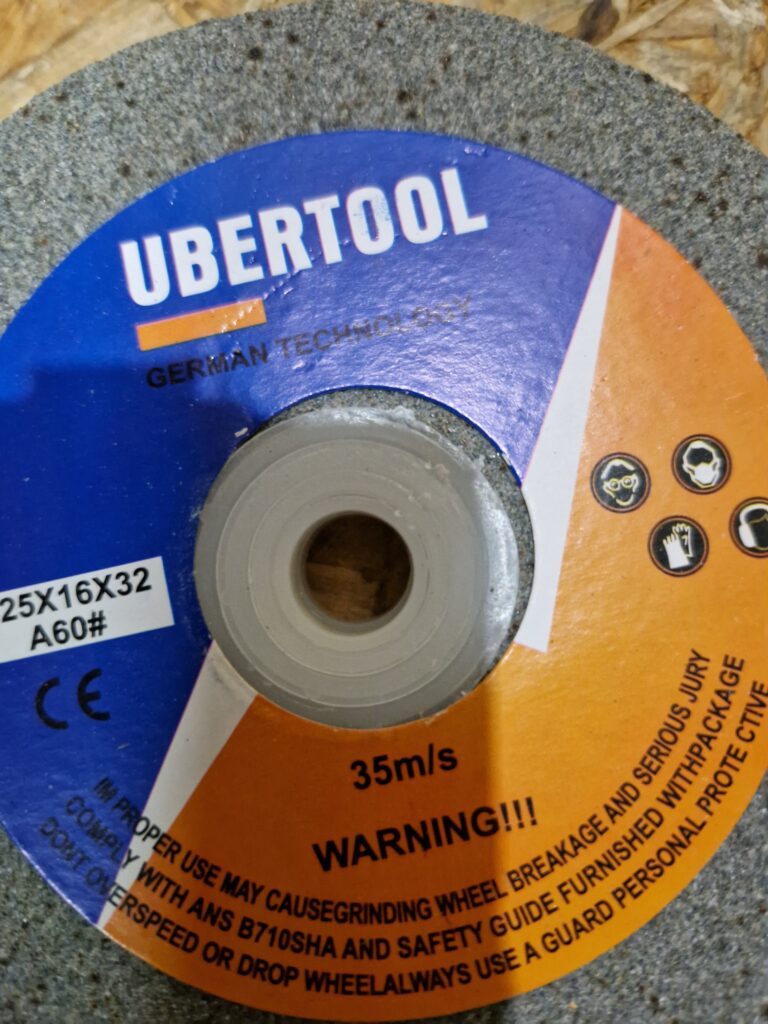 UBERTOOL
GERMAN TECHNOLOGY
25X16X32
A60#
CE
35m/s
WARNING!!!
IM PROPER USE MAY CAUSEGRINDING WHEEL BREAKAGE AND SERIOUS JURY
COMPLY WITH ANS B710SHA AND SAFETY GUIDE FURNISHED WITHPACKAGE
DON'T OVERSPEED OR DROP WHEELALWAYS USE A GUARD PERSONAL PROTE CTIVE